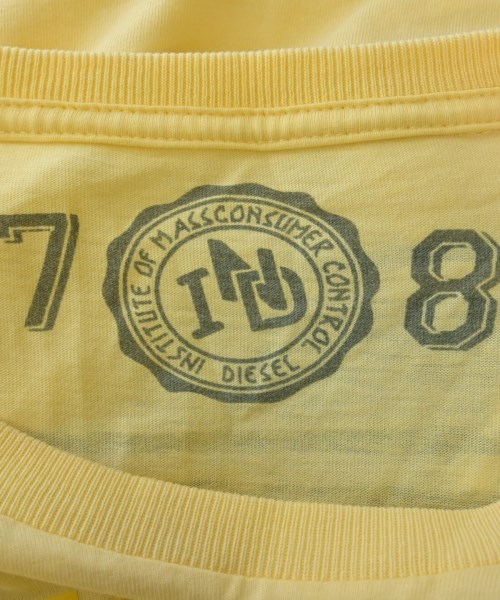 7
INSTITUTE OF MASSCONSUMER CONTROL
DIESEL
IND
8